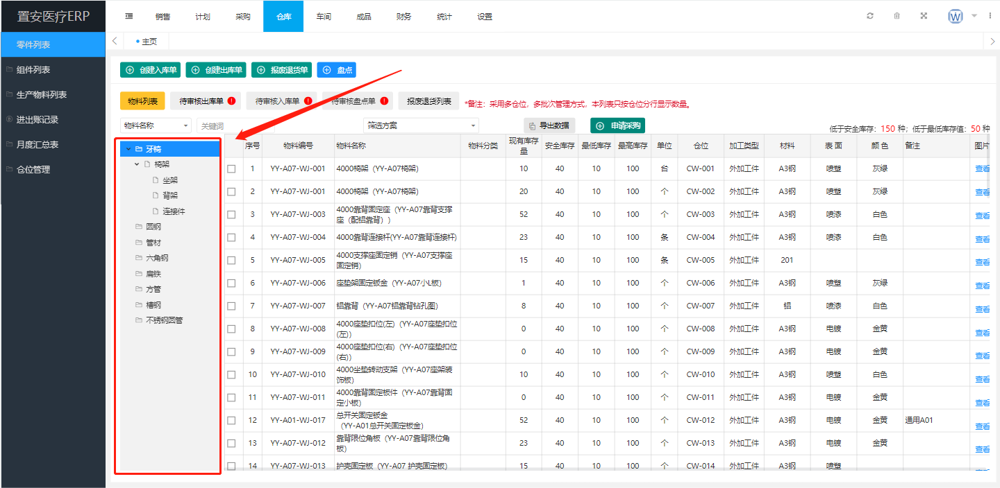 置安医疗ERP 销售 计划 采购 仓库 车间 成品 财务 统计 设置 W
零件列表
组件列表
生产物料列表
进出账记录
月度汇总表
仓位管理
主页
创建入库单 创建出库单 报废退货单 盘点
物料列表 待审核出库单 待审核入库单 待审核盘点单 报废退货列表 *备注：采用多仓位，多批次管理方式，本列表只按仓位分行显示数量。
物料名称 关键词 筛选方案 导出数据 申请采购 低于安全库存：150 种；低于最低库存值：50 种
牙椅
椅架
坐架
背架
连接件
圆钢
管材
六角钢
扁铁
方管
槽钢
不锈钢圆管
序号 物料编号 物料名称 物料分类 现有库存量 安全库存 最低库存 最高库存 单位 仓位 加工类型 材料 表 面 颜 色 备注 图片
1 YY-A07-WJ-001 4000椅架（YY-A07椅架） 10 40 10 100 台 CW-001 外加工件 A3钢 喷塑 灰绿 查看
2 YY-A07-WJ-001 4000椅架（YY-A07椅架） 20 40 10 100 个 CW-002 外加工件 A3钢 喷塑 灰绿 查看
3 YY-A07-WJ-003 4000靠背固定座（YY-A07靠背支撑座（配铝靠背）） 52 40 10 100 个 CW-003 外加工件 A3钢 喷漆 白色 查看
4 YY-A07-WJ-004 4000靠背连接杆(YY-A07靠背连接杆) 23 40 10 100 条 CW-004 外加工件 A3钢 喷漆 白色 查看
5 YY-A07-WJ-005 4000支撑座固定销（YY-A07支撑座固定销） 15 40 10 100 条 CW-005 外加工件 201 查看
6 YY-A07-WJ-006 座垫架固定钣金（YY-A07小L板） 1 40 10 100 个 CW-006 外加工件 A3钢 喷塑 灰绿 查看
7 YY-A07-WJ-007 铝靠背（YY-A07铝靠背钻孔图） 8 40 10 100 个 CW-007 外加工件 铝 喷漆 白色 查看
8 YY-A07-WJ-008 4000座垫扣位(左)（YY-A07座垫扣位(左)） 0 40 10 100 个 CW-008 外加工件 A3钢 电镀 金黄 查看
9 YY-A07-WJ-009 4000座垫扣位(右)（YY-A07座垫扣位(右)） 0 40 10 100 个 CW-009 外加工件 A3钢 电镀 金黄 查看
10 YY-A07-WJ-010 4000坐垫转动支架（YY-A07座架装饰板） 10 40 10 100 个 CW-010 外加工件 A3钢 喷塑 白色 查看
11 YY-A07-WJ-011 4000靠背固定板件（YY-A07靠背固定小板） 0 40 10 100 个 CW-011 外加工件 A3钢 电镀 金黄 查看
12 YY-A01-WJ-017 总开关固定钣金（YY-A01总开关固定板金） 52 40 10 100 个 CW-012 外加工件 A3钢 电镀 金黄 通用A01 查看
13 YY-A07-WJ-012 靠背限位角板（YY-A07靠背限位角板） 23 40 10 100 个 CW-013 外加工件 A3钢 电镀 金黄 查看
14 YY-A07-WJ-013 护壳固定板（YY-A07 护壳固定板） 15 40 10 100 个 CW-014 外加工件 A3钢 喷塑